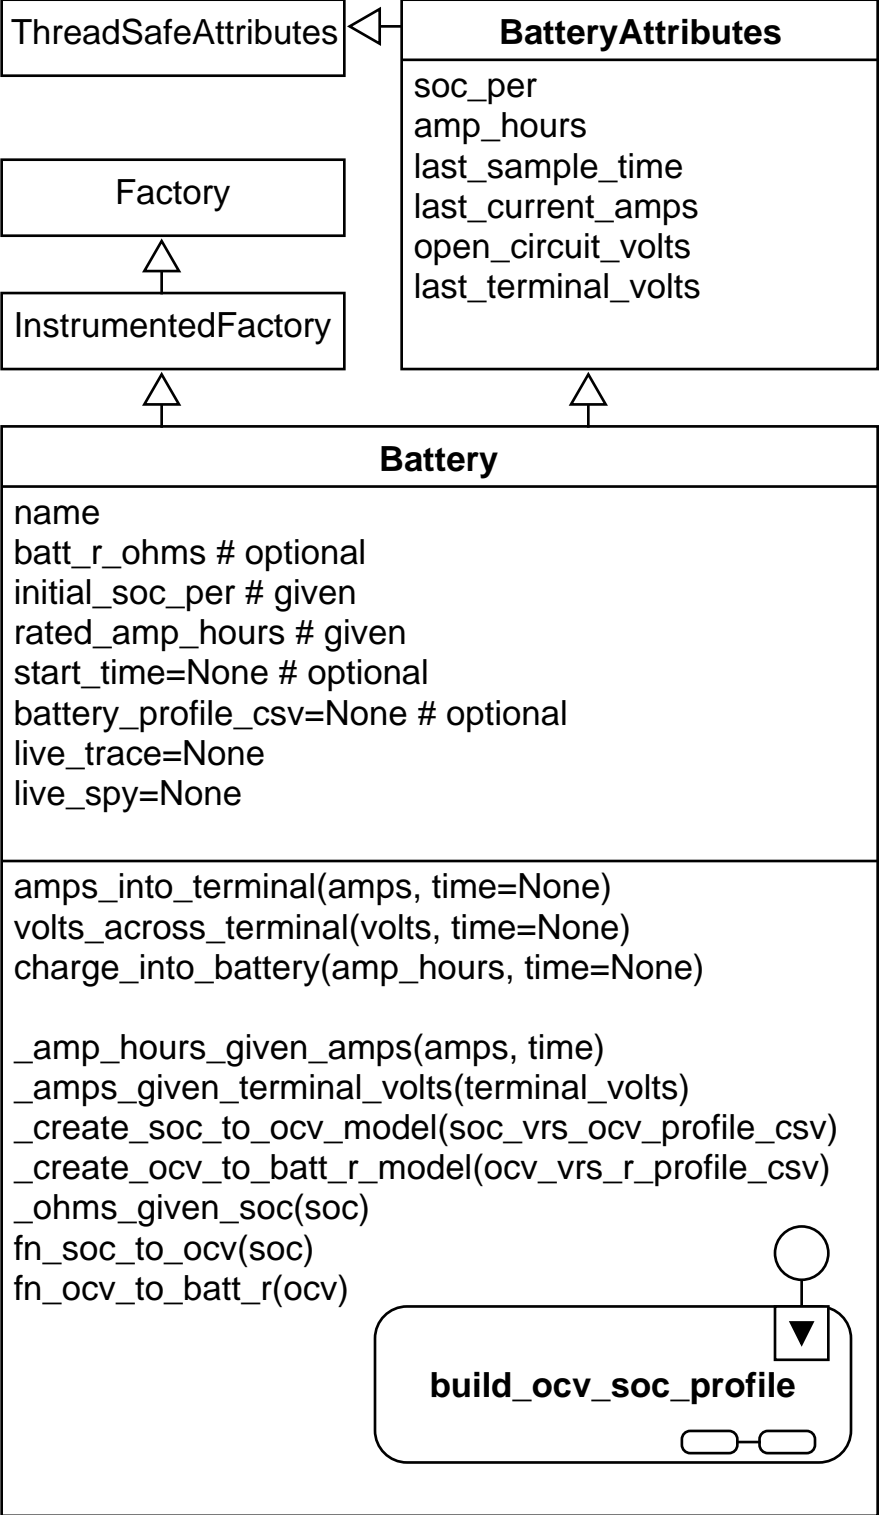 ThreadSafeAttributes
BatteryAttributes
soc_per
amp_hours
last_sample_time
last_current_amps
open_circuit_volts
last_terminal_volts
Factory
InstrumentedFactory
Battery
name
batt_r_ohms # optional
initial_soc_per # given
rated_amp_hours # given
start_time=None # optional
battery_profile_csv=None # optional
live_trace=None
live_spy=None
amps_into_terminal(amps, time=None)
volts_across_terminal(volts, time=None)
charge_into_battery(amp_hours, time=None)
_amp_hours_given_amps(amps, time)
_amps_given_terminal_volts(terminal_volts)
_create_soc_to_ocv_model(soc_vrs_ocv_profile_csv)
_create_ocv_to_batt_r_model(ocv_vrs_r_profile_csv)
_ohms_given_soc(soc)
fn_soc_to_ocv(soc)
fn_ocv_to_batt_r(ocv)
build_ocv_soc_profile